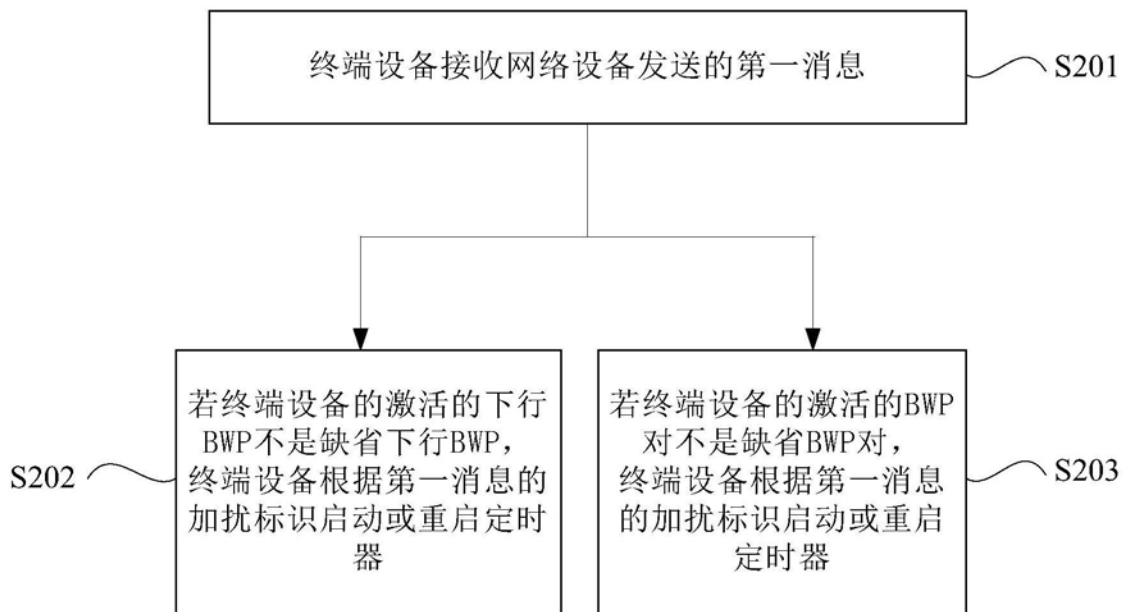 终端设备接收网络设备发送的第一消息
S201
若终端设备的激活的下行
BWP不是缺省下行BWP，
终端设备根据第一消息的
加扰标识启动或重启定时
器
S202
若终端设备的激活的BWP
对不是缺省BWP对，
终端设备根据第一消息
的加扰标识启动或重启
定时器
S203